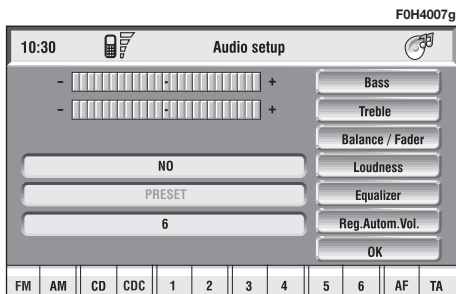 F0H4007g
10:30 Audio setup
- - + Bass
- - + Treble
Balance / Fader
NO Loudness
PRESET Equalizer
6 Reg.Autom.Vol.
OK
FM AM CD CDC 1 2 3 4 5 6 AF TA